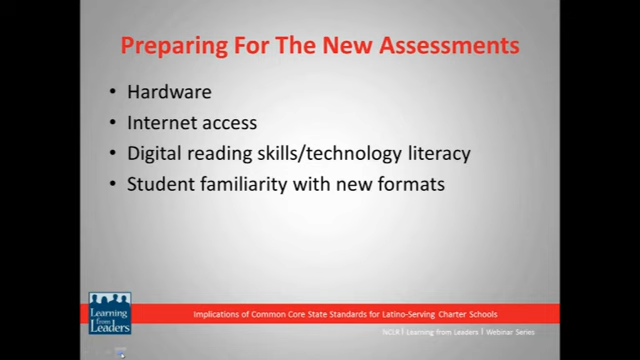 Preparing For The New Assessments
• Hardware
• Internet access
• Digital reading skills/technology literacy
• Student familiarity with new formats
Learning
from
Leaders
Implications of Common Core State Standards for Latino-Serving Charter Schools
NCLR | Learning from Leeders | Webinar Series